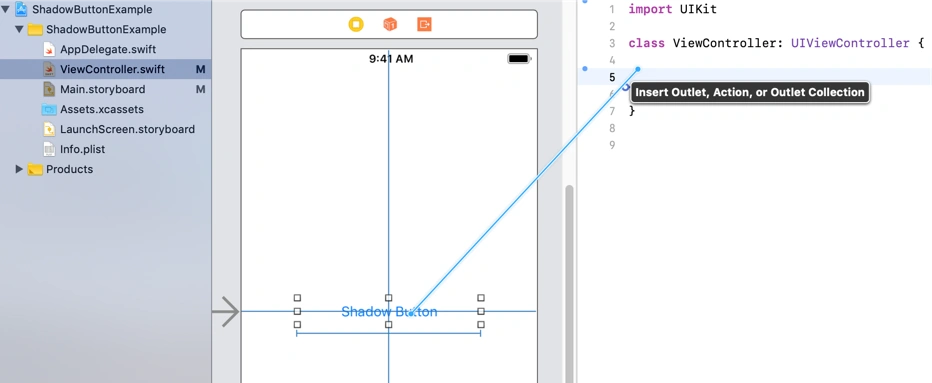 ShadowButtonExample
ShadowButtonExample
AppDelegate.swift
ViewController.swift M
Main.storyboard M
Assets.xcassets
LaunchScreen.storyboard
Info.plist
Products
9:41 AM
Shadow Button
1 import UIKit
2
3 class ViewController: UIViewController {
4
5
6
Insert Outlet, Action, or Outlet Collection
7 }
8
9